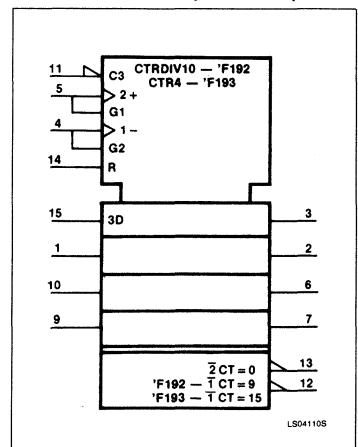 CTRDIV10 — 'F192
CTR4 — 'F193
11 C3
5 2+
G1
4 1-
G2
14 R
15 3D 3
1 2
10 6
9 7
2̅ CT = 0 13
'F192 — 1̅ CT = 9 12
'F193 — 1̅ CT = 15
LS04110S